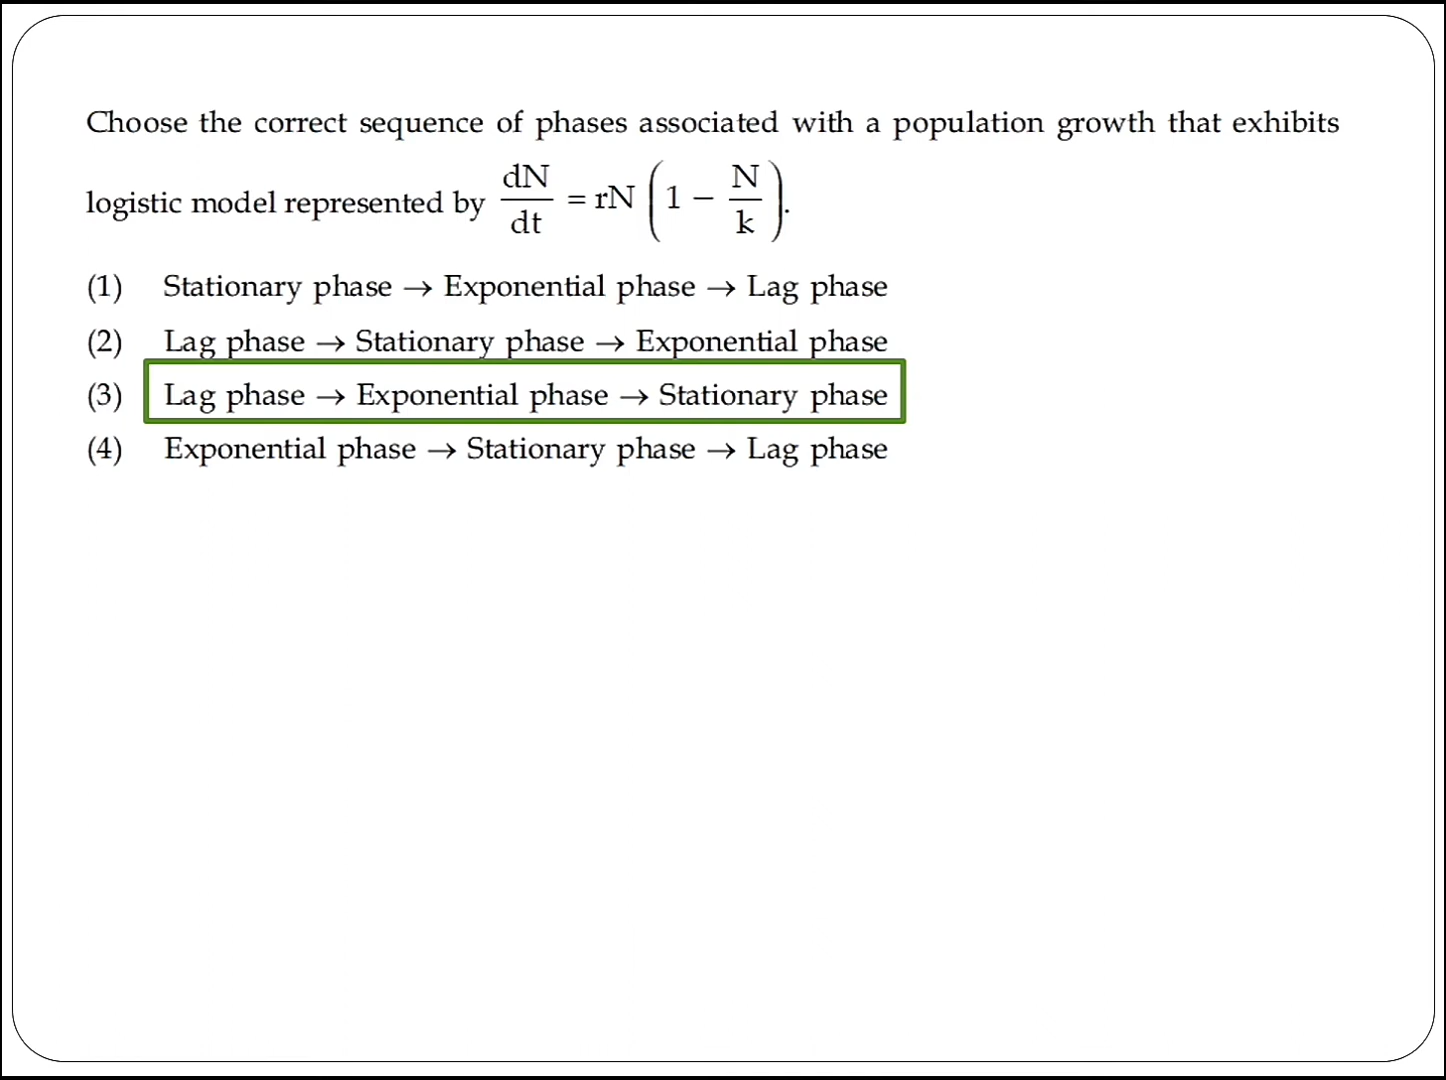 Choose the correct sequence of phases associated with a population growth that exhibits
logistic model represented by dN/dt = rN (1 − N/k).
(1) Stationary phase → Exponential phase → Lag phase
(2) Lag phase → Stationary phase → Exponential phase
(3) Lag phase → Exponential phase → Stationary phase
(4) Exponential phase → Stationary phase → Lag phase